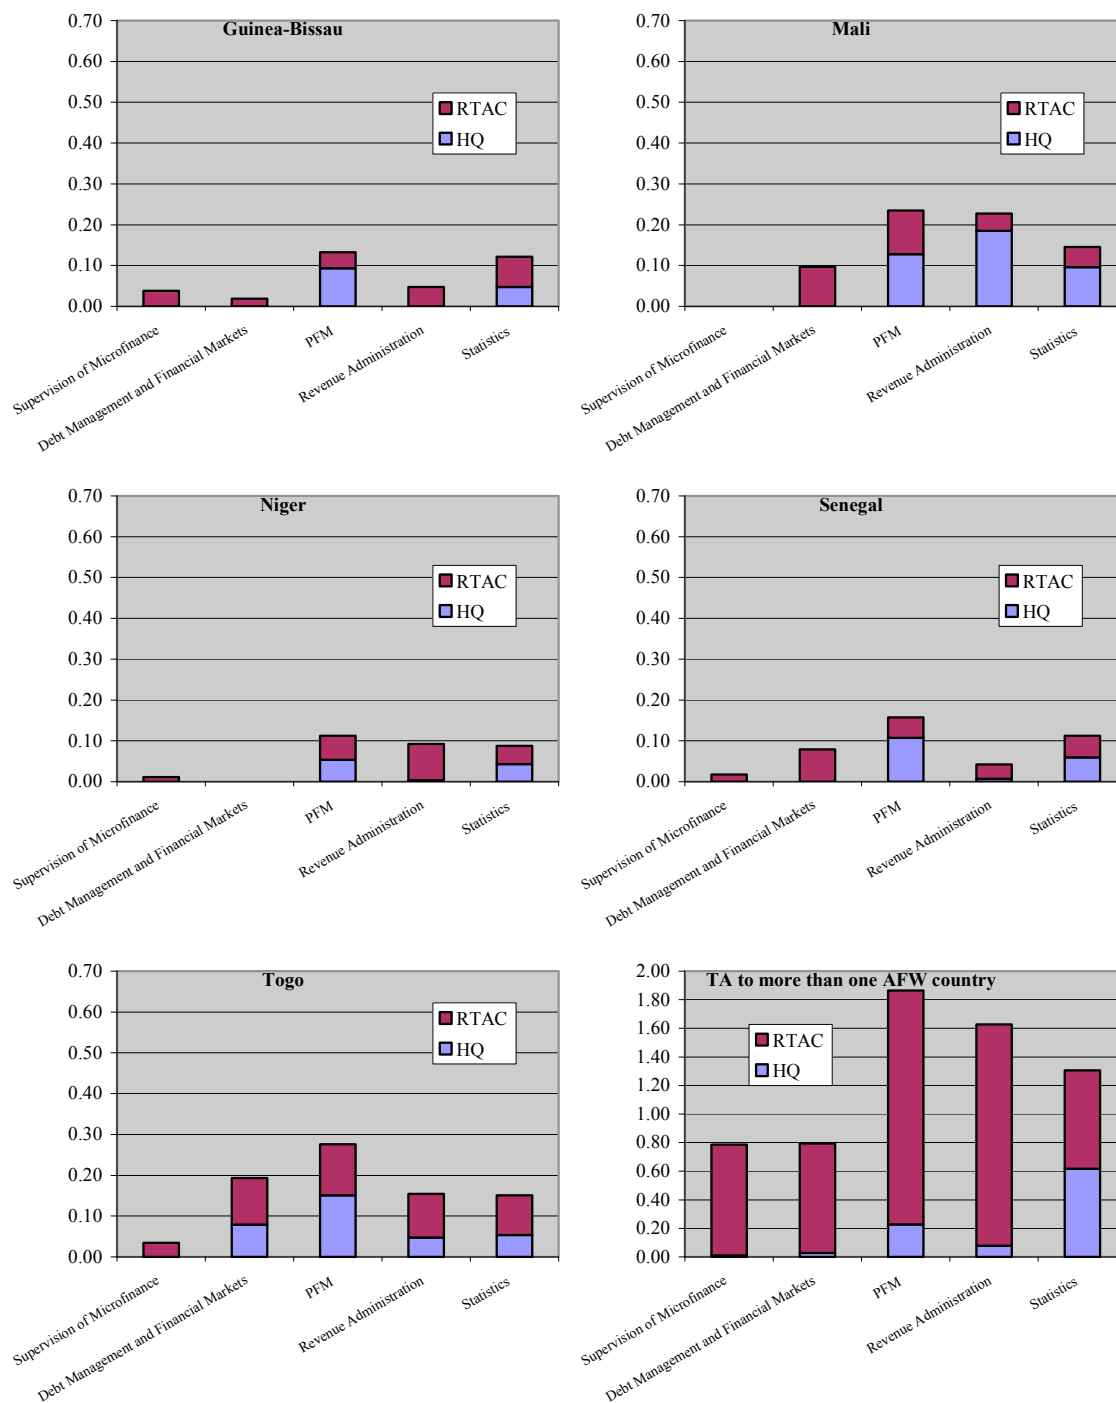 Guinea-Bissau
0.70
0.60
0.50
0.40
0.30
0.20
0.10
0.00
RTAC
HQ
Supervision of Microfinance
Debt Management and Financial Markets
PFM
Revenue Administration
Statistics
Mali
0.70
0.60
0.50
0.40
0.30
0.20
0.10
0.00
RTAC
HQ
Supervision of Microfinance
Debt Management and Financial Markets
PFM
Revenue Administration
Statistics
Niger
0.70
0.60
0.50
0.40
0.30
0.20
0.10
0.00
RTAC
HQ
Supervision of Microfinance
Debt Management and Financial Markets
PFM
Revenue Administration
Statistics
Senegal
0.70
0.60
0.50
0.40
0.30
0.20
0.10
0.00
RTAC
HQ
Supervision of Microfinance
Debt Management and Financial Markets
PFM
Revenue Administration
Statistics
Togo
0.70
0.60
0.50
0.40
0.30
0.20
0.10
0.00
RTAC
HQ
Supervision of Microfinance
Debt Management and Financial Markets
PFM
Revenue Administration
Statistics
TA to more than one AFW country
2.00
1.80
1.60
1.40
1.20
1.00
0.80
0.60
0.40
0.20
0.00
RTAC
HQ
Supervision of Microfinance
Debt Management and Financial Markets
PFM
Revenue Administration
Statistics